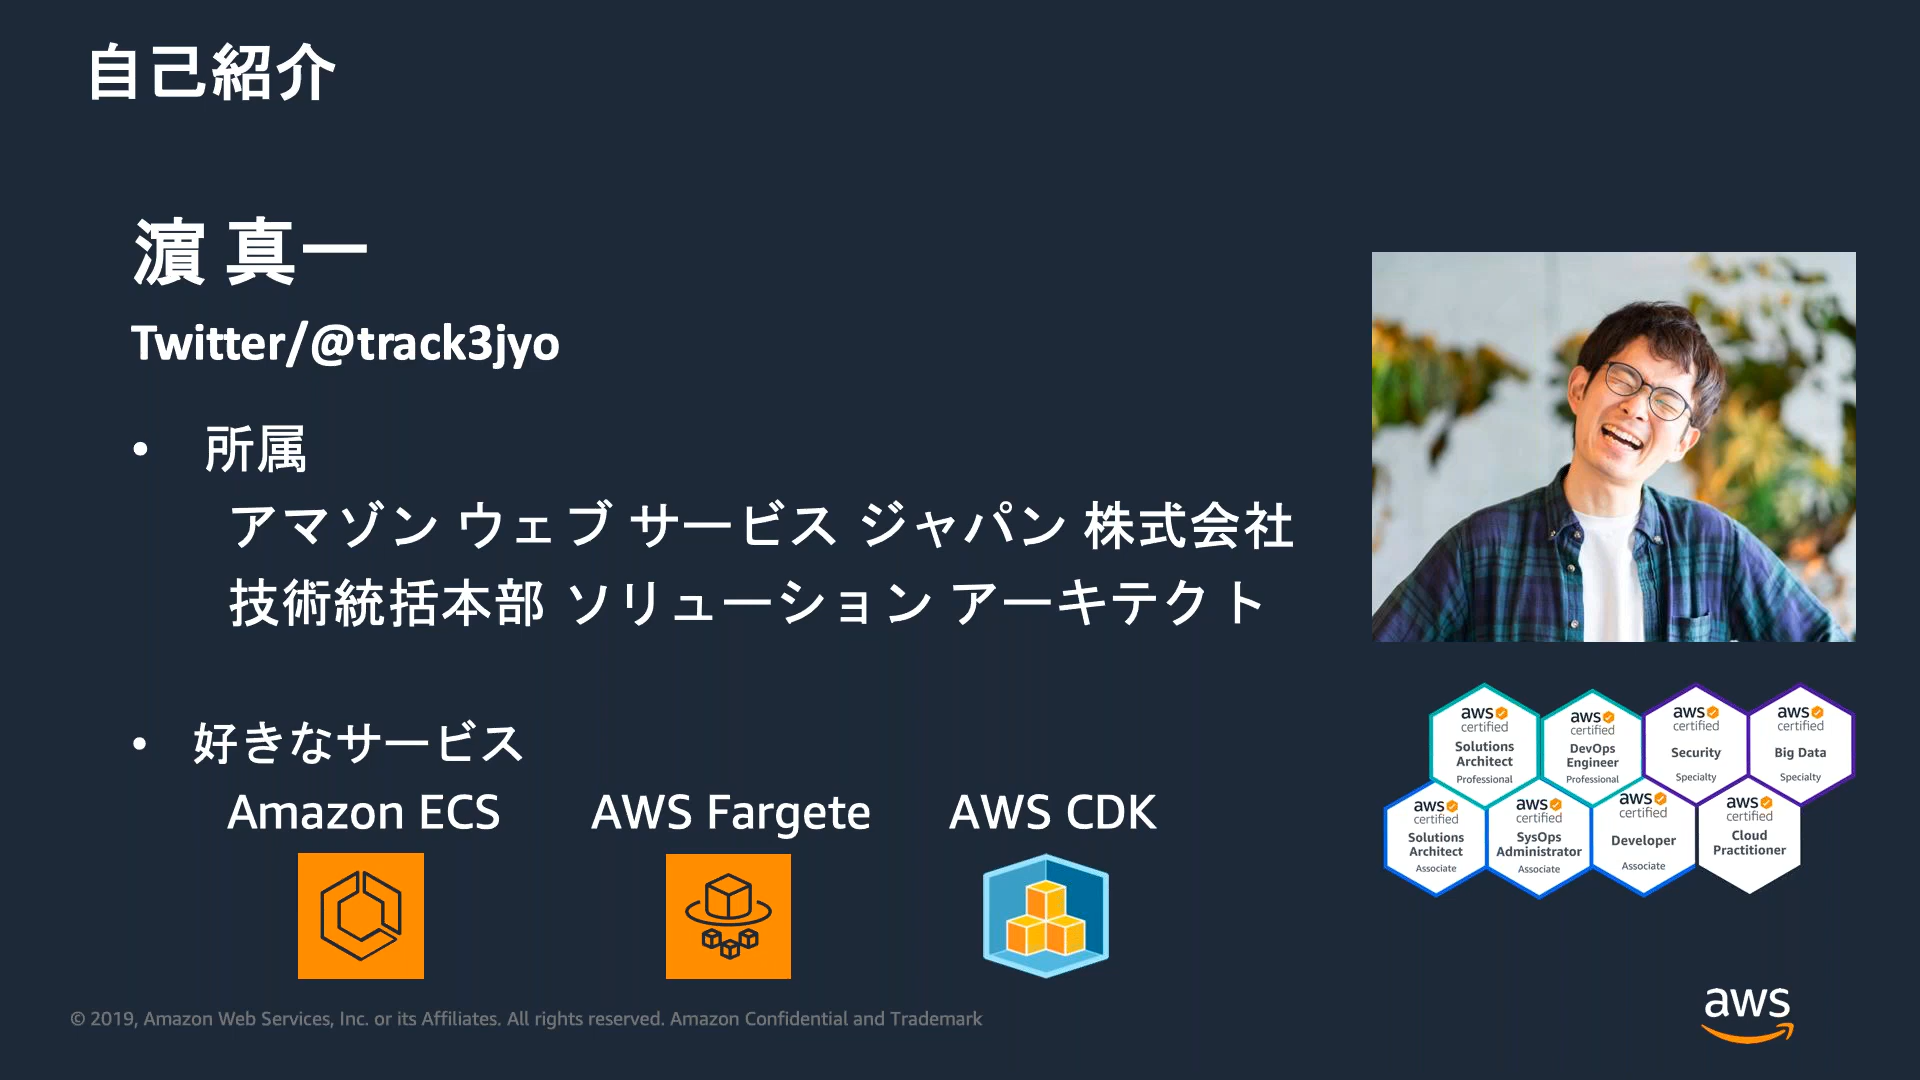 自己紹介
濵 真一
Twitter/@track3jyo
• 所属
アマゾン ウェブ サービス ジャパン 株式会社
技術統括本部 ソリューション アーキテクト
• 好きなサービス
Amazon ECS AWS Fargete AWS CDK
aws certified Solutions Architect Professional
aws certified DevOps Engineer Professional
aws certified Security Specialty
aws certified Big Data Specialty
aws certified Solutions Architect Associate
aws certified SysOps Administrator Associate
aws certified Developer Associate
aws certified Cloud Practitioner
© 2019, Amazon Web Services, Inc. or its Affiliates. All rights reserved. Amazon Confidential and Trademark
aws